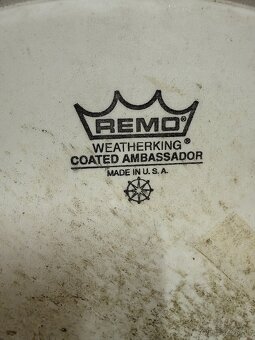 REMO®
WEATHERKING®
COATED AMBASSADOR
MADE IN U.S.A.